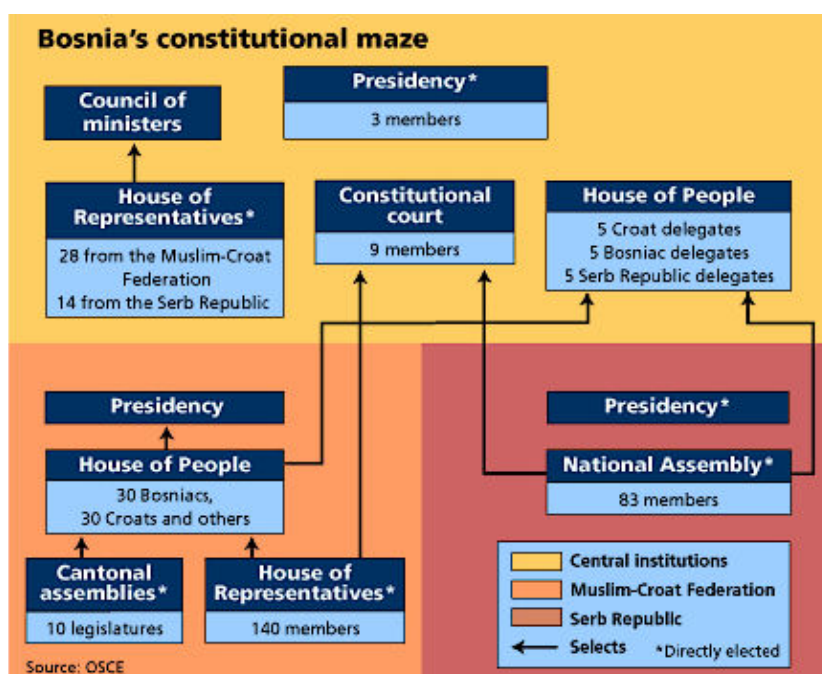 Bosnia's constitutional maze
Presidency*
3 members
Council of
ministers
House of
Representatives*
28 from the Muslim-Croat
Federation
14 from the Serb Republic
Constitutional
court
9 members
House of People
5 Croat delegates
5 Bosniac delegates
5 Serb Republic delegates
Presidency
House of People
30 Bosniacs,
30 Croats and others
Cantonal
assemblies*
10 legislatures
House of
Representatives*
140 members
Presidency*
National Assembly*
83 members
Central institutions
Muslim-Croat Federation
Serb Republic
Selects *Directly elected
Source: OSCE